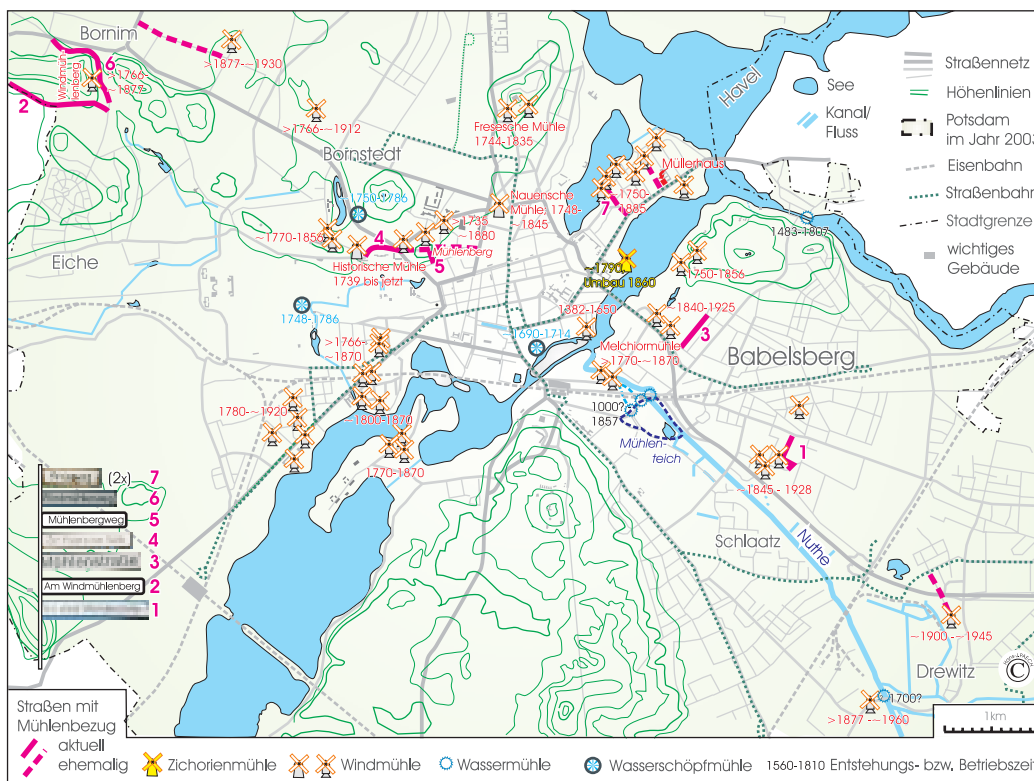 Bornim
6
Windmüh-
lenberg
~1766-
~1877
2
>1877-~1930
>1766-~1912
Fresesche Mühle
1744-1835
Bornstedt
1750-1786
Nauensche
Mühle, 1748-
~1845
>1735
~1880
Mühlenberg
~1770-1856
4
5
Historische Mühle
1739 bis jetzt
Eiche
1748-1786
>1766-
~1870
1690-1714
1780-~1920
~1800-1870
1770-1870
Havel
Müllerhaus
~1750-
1885
7
1483-1807
~1790,
Umbau 1860
1750-1856
1382-1650
~1840-1925
3
Melchiormühle
>1770-~1870
Babelsberg
1000?-
1857
Mühlen-
teich
1
~1845 - 1928
Schlaatz
Nuthe
~1900 -~1945
Drewitz
~1700?
>1877-~1960
©
1km
See
Kanal/
Fluss
Straßennetz
Höhenlinien
Potsdam
im Jahr 2003
Eisenbahn
Straßenbahn
Stadtgrenze
wichtiges
Gebäude
(2x) 7
6
Mühlenbergweg 5
4
3
Am Windmühlenberg 2
1
Straßen mit
Mühlenbezug
aktuell
ehemalig
Zichorienmühle
Windmühle
Wassermühle
Wasserschöpfmühle
1560-1810 Entstehungs- bzw. Betriebszei